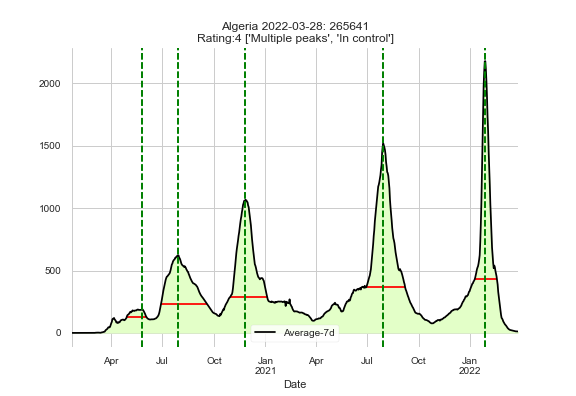 Algeria 2022-03-28: 265641
Rating:4 ['Multiple peaks', 'In control']
2000
1500
1000
500
0
Average-7d
Apr Jul Oct Jan Apr Jul Oct Jan
2021 2022
Date